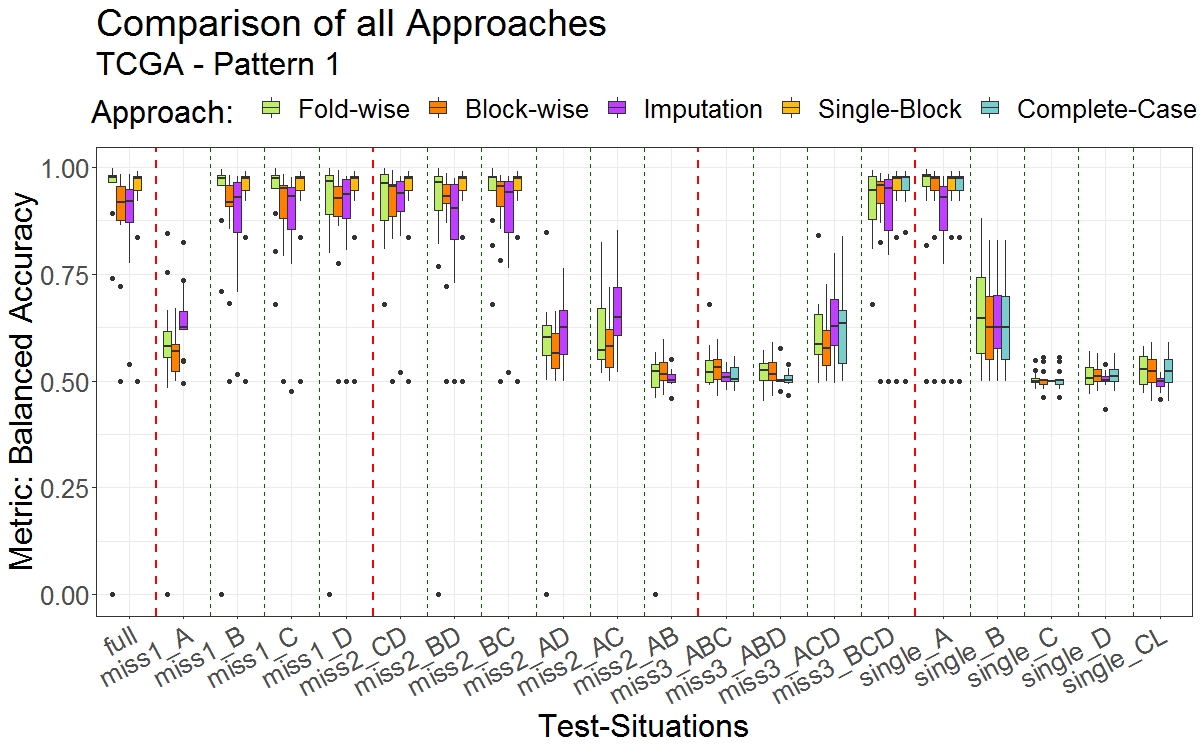 Comparison of all Approaches
TCGA - Pattern 1
Approach: Fold-wise Block-wise Imputation Single-Block Complete-Case
Metric: Balanced Accuracy
1.00
0.75
0.50
0.25
0.00
full
miss1_A
miss1_B
miss1_C
miss1_D
miss2_CD
miss2_BD
miss2_BC
miss2_AD
miss2_AC
miss2_AB
miss3_ABC
miss3_ABD
miss3_ACD
miss3_BCD
single_A
single_B
single_C
single_D
single_CL
Test-Situations